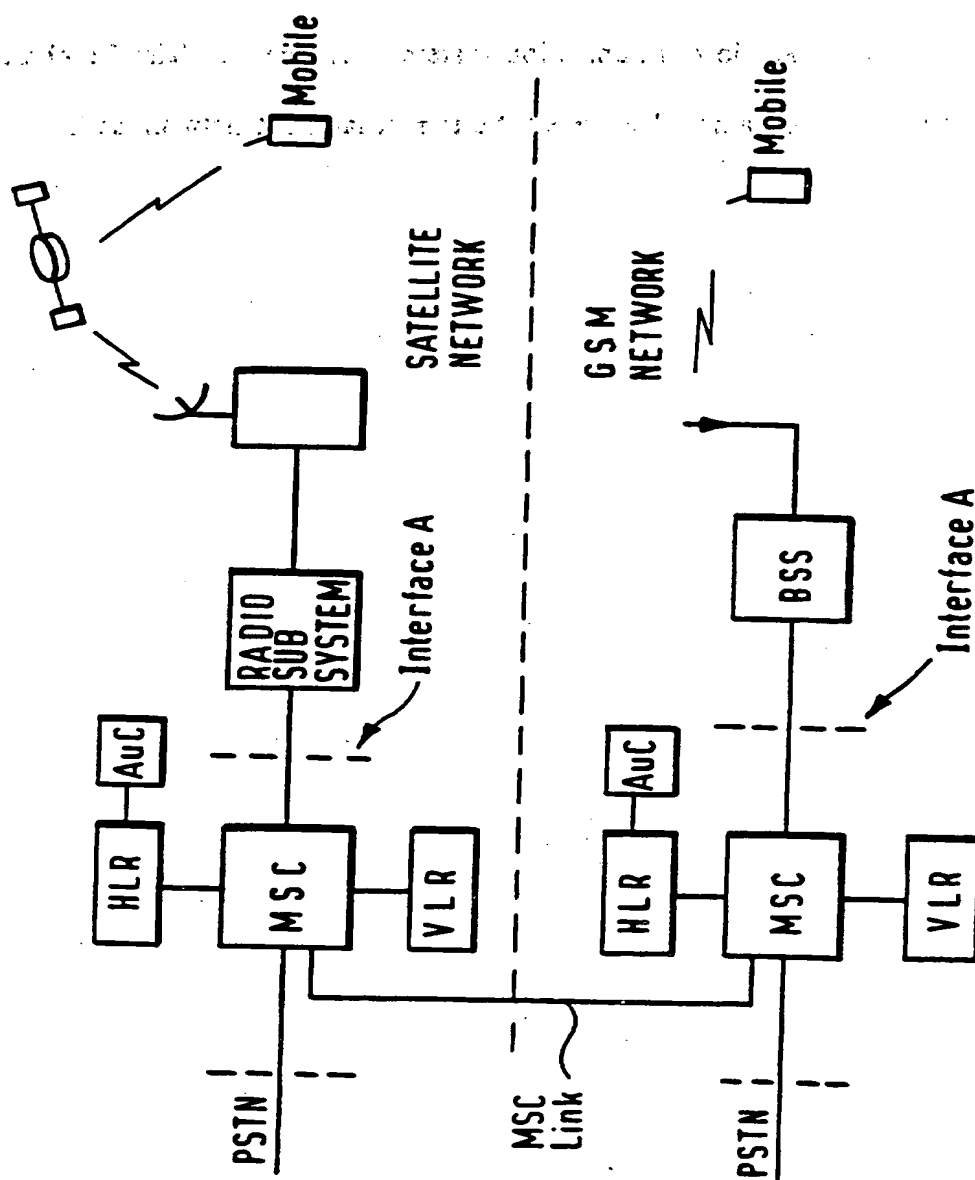 PSTN
HLR
AuC
MSC
VLR
Interface A
RADIO
SUB
SYSTEM
SATELLITE
NETWORK
Mobile
MSC
Link
PSTN
HLR
AuC
MSC
VLR
Interface A
BSS
GSM
NETWORK
Mobile